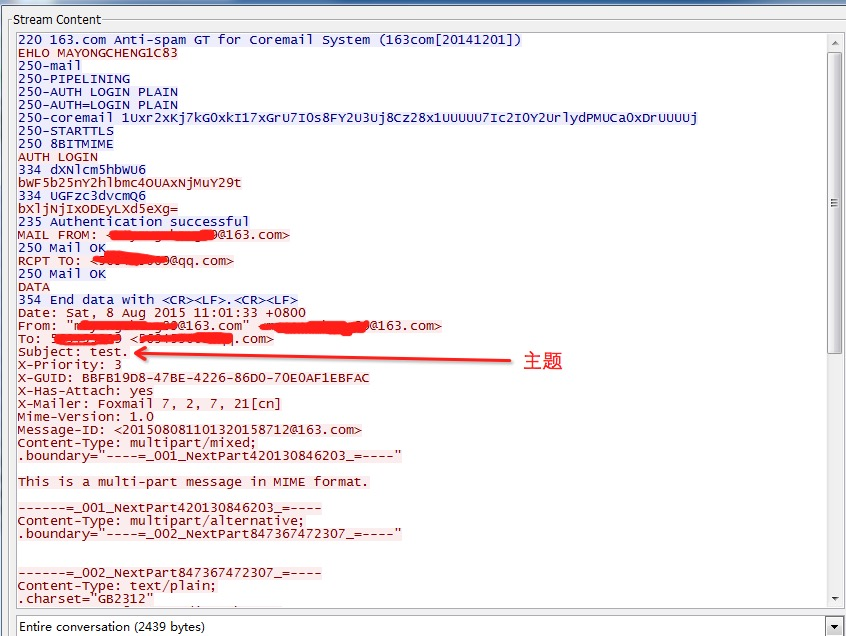 Stream Content
220 163.com Anti-spam GT for Coremail System (163com[20141201])
EHLO MAYONGCHENG1C83
250-mail
250-PIPELINING
250-AUTH LOGIN PLAIN
250-AUTH=LOGIN PLAIN
250-coremail 1Uxr2xKj7kG0xkI17xGrU7I0s8FY2U3Uj8Cz28x1UUUUU7Ic2I0Y2UrlydPMUCa0xDrUUUUj
250-STARTTLS
250 8BITMIME
AUTH LOGIN
334 dXNlcm5hbWU6
bWF5b25nY2hlbmc4OUAxNjMuY29t
334 UGFzc3dvcmQ6
bXljNjIxODEyLXd5eXg=
235 Authentication successful
MAIL FROM: < 9@163.com>
250 Mail OK
RCPT TO: < @qq.com>
250 Mail OK
DATA
354 End data with <CR><LF>.<CR><LF>
Date: Sat, 8 Aug 2015 11:01:33 +0800
From: " @163.com" < @163.com>
To: < .com>
Subject: test.
主题
X-Priority: 3
X-GUID: BBFB19D8-47BE-4226-86D0-70E0AF1EBFAC
X-Has-Attach: yes
X-Mailer: Foxmail 7, 2, 7, 21[cn]
Mime-Version: 1.0
Message-ID: <201508081101320158712@163.com>
Content-Type: multipart/mixed;
.boundary="----=_001_NextPart420130846203_=----"
This is a multi-part message in MIME format.
------=_001_NextPart420130846203_=----
Content-Type: multipart/alternative;
.boundary="----=_002_NextPart847367472307_=----"
------=_002_NextPart847367472307_=----
Content-Type: text/plain;
.charset="GB2312"
Entire conversation (2439 bytes)